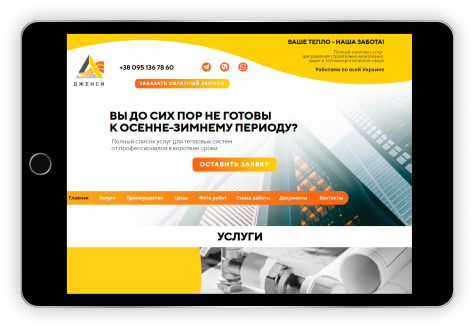 ВАШЕ ТЕПЛО - НАША ЗАБОТА!
Полный комплекс услуг
для решения строительно-монтажных
задач в теплоэнергетической сфере
Работаем по всей Украине
+38 095 136 78 60
ДЖЕНСИ
ЗАКАЗАТЬ ОБРАТНЫЙ ЗВОНОК
ВЫ ДО СИХ ПОР НЕ ГОТОВЫ
К ОСЕННЕ-ЗИМНЕМУ ПЕРИОДУ?
Полный список услуг для тепловых систем
от профессионалов в короткие сроки
ОСТАВИТЬ ЗАЯВКУ
Главная Услуги Преимущества Цены Фото работ Схема работы Документы Контакты
УСЛУГИ